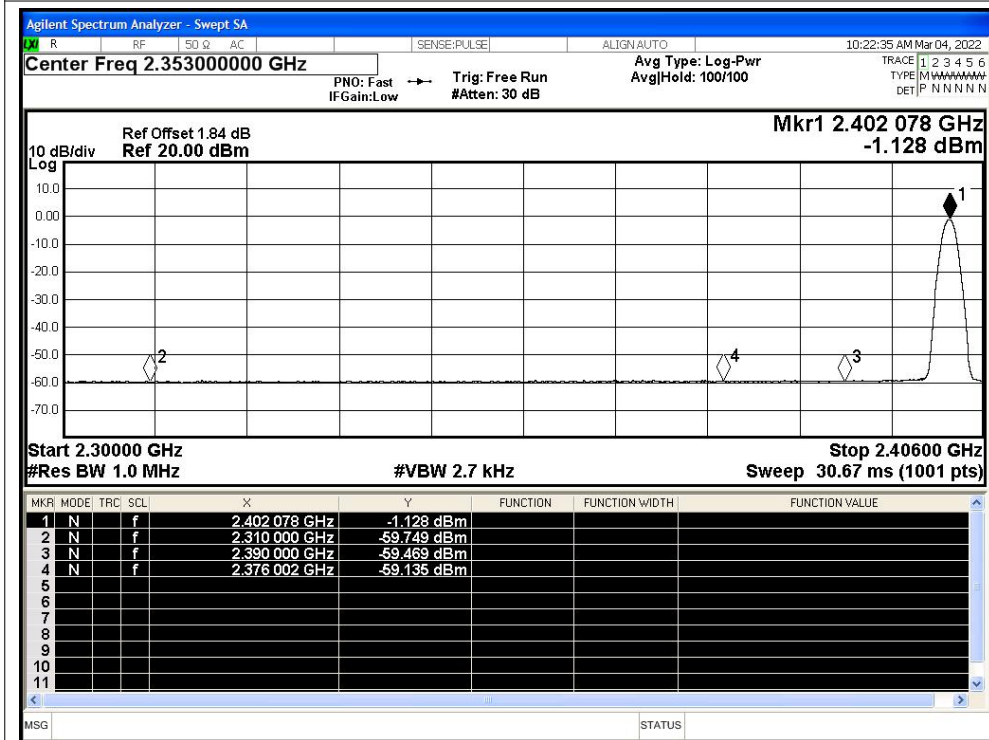 Agilent Spectrum Analyzer - Swept SA
LXI R RF 50 Ω AC SENSE:PULSE ALIGN AUTO 10:22:35 AM Mar 04, 2022
Center Freq 2.353000000 GHz Avg Type: Log-Pwr TRACE 1 2 3 4 5 6
PNO: Fast Trig: Free Run Avg|Hold: 100/100 TYPE M
IFGain:Low #Atten: 30 dB DET P N N N N N
Mkr1 2.402 078 GHz
Ref Offset 1.84 dB
10 dB/div Ref 20.00 dBm -1.128 dBm
Log
10.0
1
0.00
-10.0
-20.0
-30.0
-40.0
-50.0
2 4 3
-60.0
-70.0
Start 2.30000 GHz Stop 2.40600 GHz
#Res BW 1.0 MHz #VBW 2.7 kHz Sweep 30.67 ms (1001 pts)
MKR MODE TRC SCL X Y FUNCTION FUNCTION WIDTH FUNCTION VALUE
1 N f 2.402 078 GHz -1.128 dBm
2 N f 2.310 000 GHz -59.749 dBm
3 N f 2.390 000 GHz -59.469 dBm
4 N f 2.376 002 GHz -59.135 dBm
5
6
7
8
9
10
11
MSG STATUS